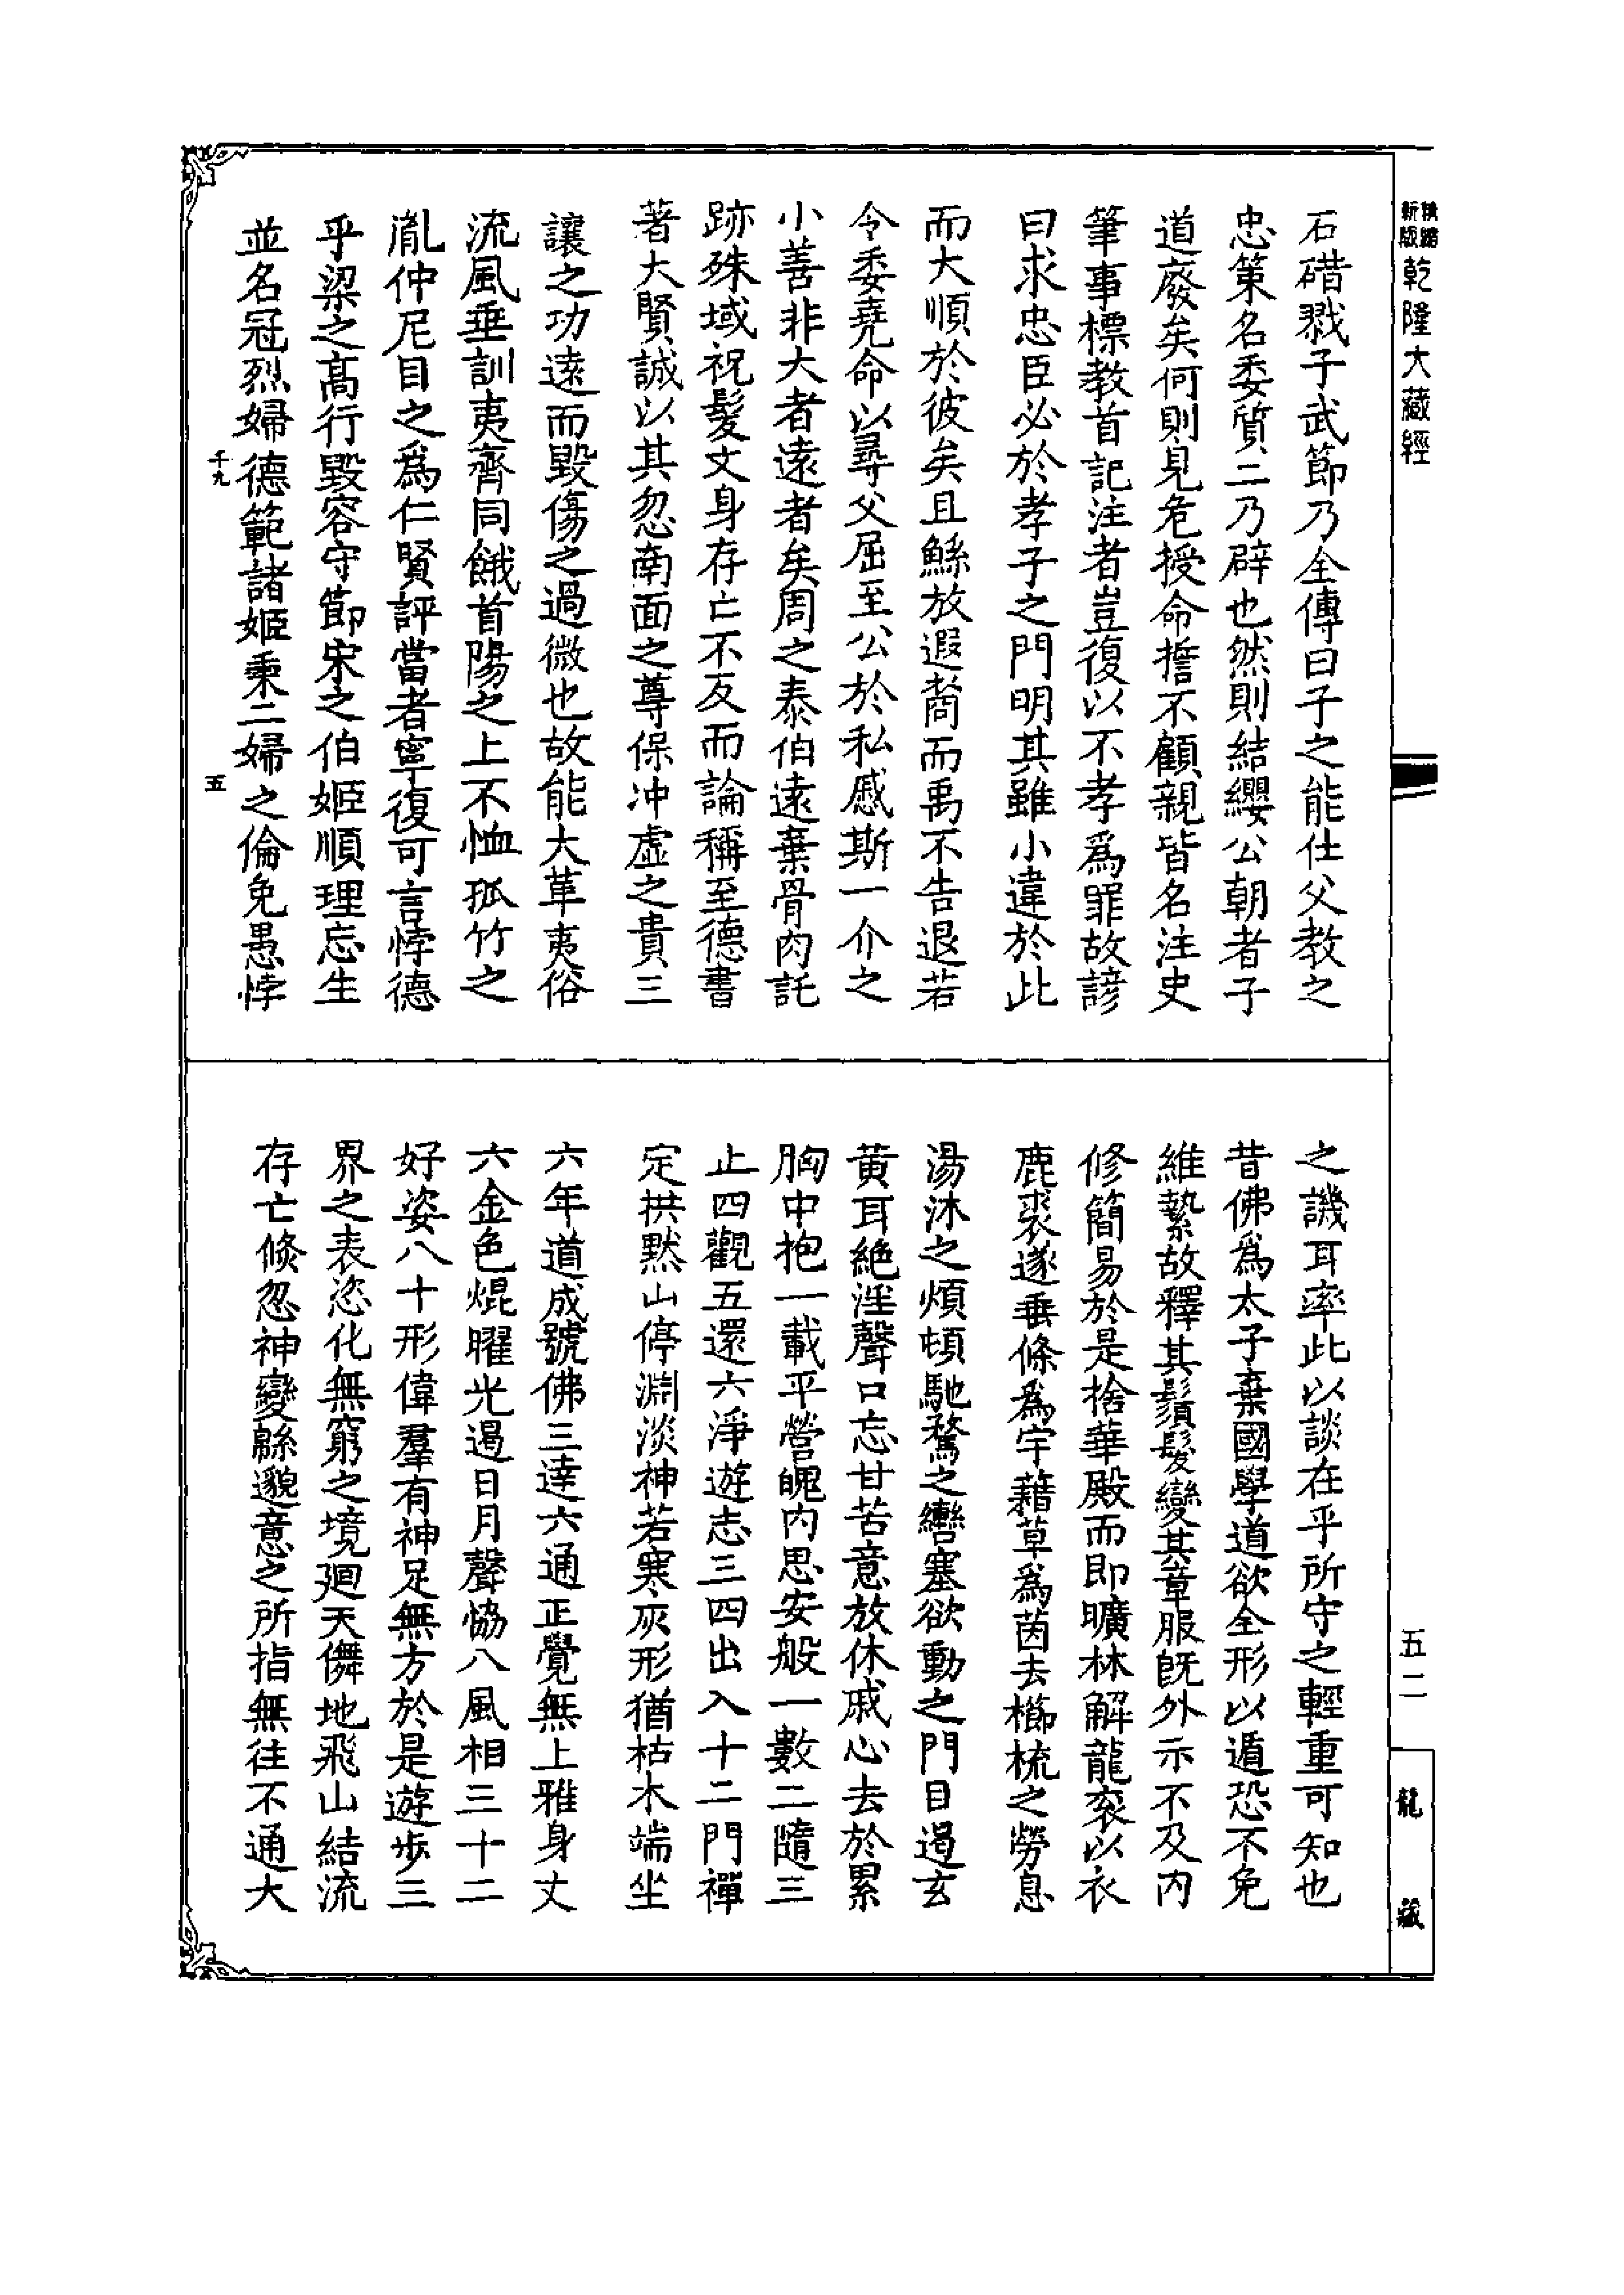 精縮
新版
乾隆大藏經
石碏戮子武節乃全傳曰子之能仕父教之
忠策名委質二乃辟也然則結纓公朝者子
道廢矣何則見危授命擔不顧親皆名注史
筆事標教首記注者豈復以不孝為罪故諺
曰求忠臣必於孝子之門明其雖小違於此
而大順於彼矣且鯀放遐裔而禹不告退若
令委堯命以尋父屈至公於私慼斯一介之
小善非大者遠者矣周之泰伯遠棄骨肉託
跡殊域祝髮文身存亡不反而論稱至德書
著大賢誠以其忽南面之尊保冲虛之貴三
讓之功遠而毀傷之過微也故能大革夷俗
流風垂訓夷齊同餓首陽之上不恤孤竹之
胤仲尼目之為仁賢評當者寧復可言悖德
乎梁之高行毀容守節宋之伯姬順理忘生
並名冠烈婦德範諸姬秉二婦之倫免愚悖
千九
五
之譏耳率此以談在乎所守之輕重可知也
昔佛為太子棄國學道欲全形以遁恐不免
維縶故釋其鬚髮變其章服旣外示不及內
修簡易於是捨華殿而即曠林解龍衮以衣
鹿裘遂垂條為宇藉草為茵去櫛梳之勞息
湯沐之煩頓馳騖之轡塞欲動之門目遏玄
黃耳絕淫聲口忘甘苦意放休戚心去於累
胸中抱一載平營魄內思安般一數二隨三
止四觀五還六淨遊志三四出入十二門禪
定拱默山停淵淡神若寒灰形猶枯木端坐
六年道成號佛三達六通正覺無上雅身丈
六金色焜曜光遏日月聲恊八風相三十二
好姿八十形偉羣有神足無方於是遊步三
界之表恣化無窮之境廻天儛地飛山結流
存亡倏忽神變緜邈意之所指無往不通大
五二
龍藏